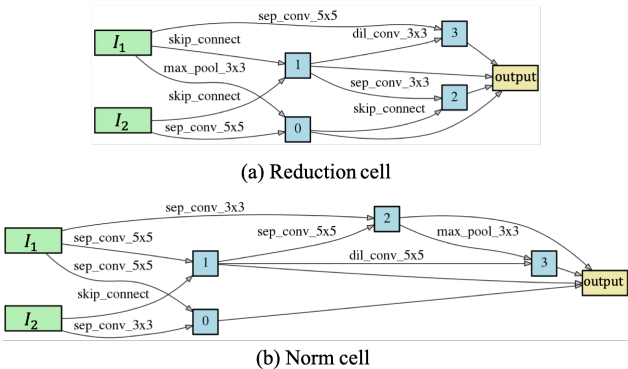 sep_conv_5x5
3
I₁
skip_connect
dil_conv_3x3
max_pool_3x3
1
output
sep_conv_3x3
skip_connect
2
skip_connect
I₂
sep_conv_5x5
0
(a) Reduction cell
sep_conv_3x3
2
I₁
sep_conv_5x5
sep_conv_5x5
max_pool_3x3
sep_conv_5x5
1
dil_conv_5x5
3
skip_connect
output
I₂
sep_conv_3x3
0
(b) Norm cell